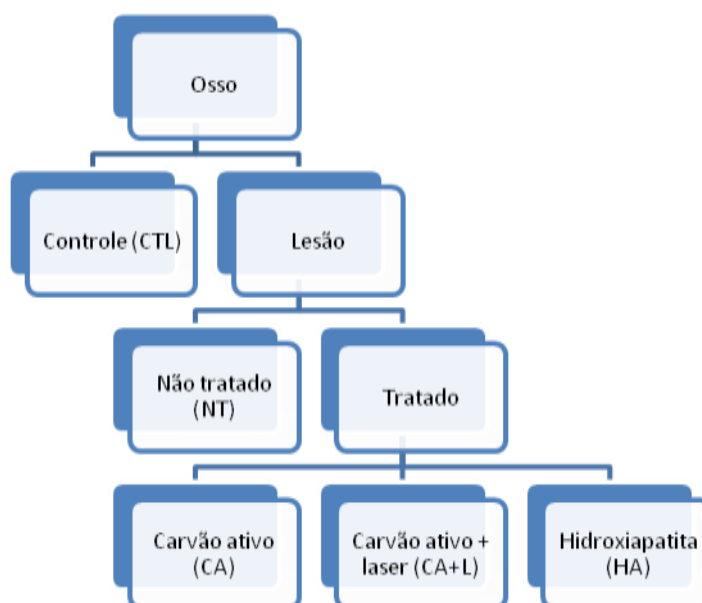 Osso
Controle (CTL)
Lesão
Não tratado
(NT)
Tratado
Carvão ativo
(CA)
Carvão ativo +
laser (CA+L)
Hidroxiapatita
(HA)